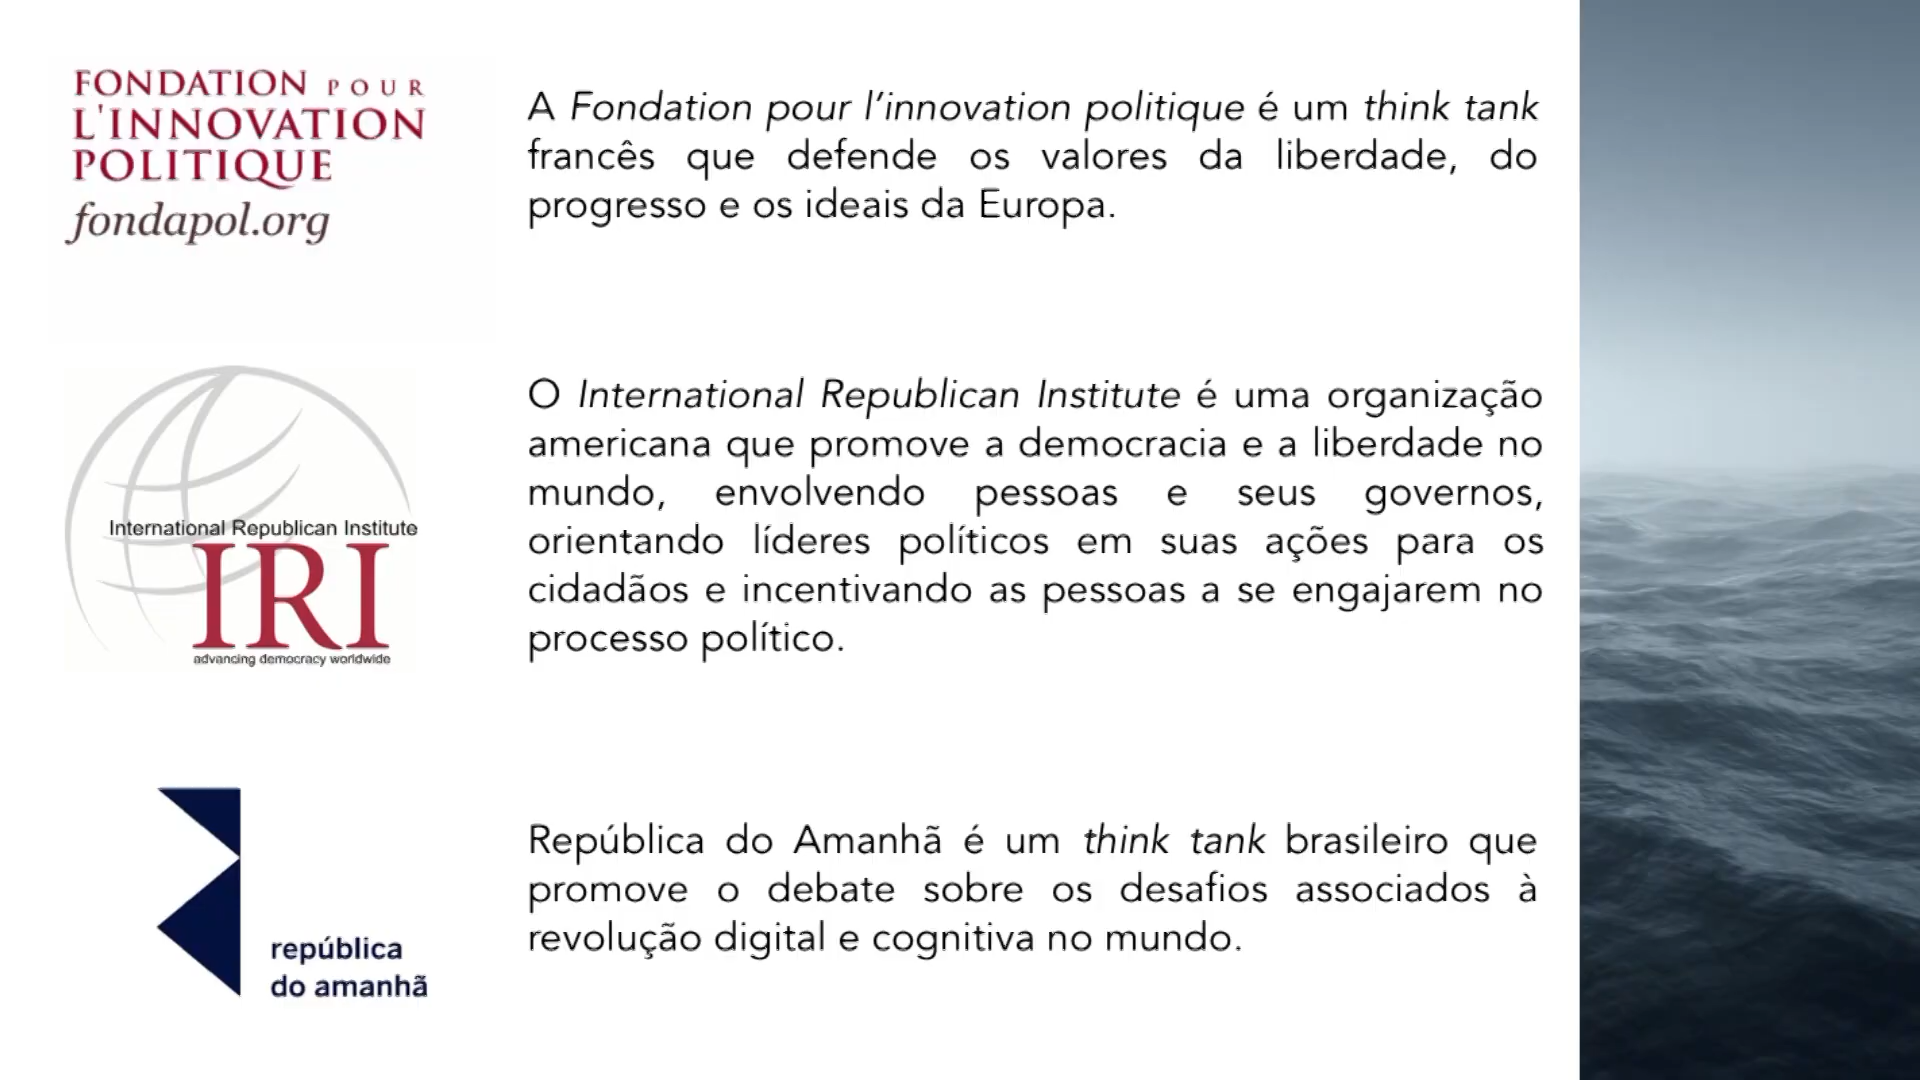 FONDATION POUR
L'INNOVATION
POLITIQUE
fondapol.org
A Fondation pour l’innovation politique é um think tank
francês que defende os valores da liberdade, do
progresso e os ideais da Europa.
International Republican Institute
IRI
advancing democracy worldwide
O International Republican Institute é uma organização
americana que promove a democracia e a liberdade no
mundo, envolvendo pessoas e seus governos,
orientando líderes políticos em suas ações para os
cidadãos e incentivando as pessoas a se engajarem no
processo político.
república
do amanhã
República do Amanhã é um think tank brasileiro que
promove o debate sobre os desafios associados à
revolução digital e cognitiva no mundo.